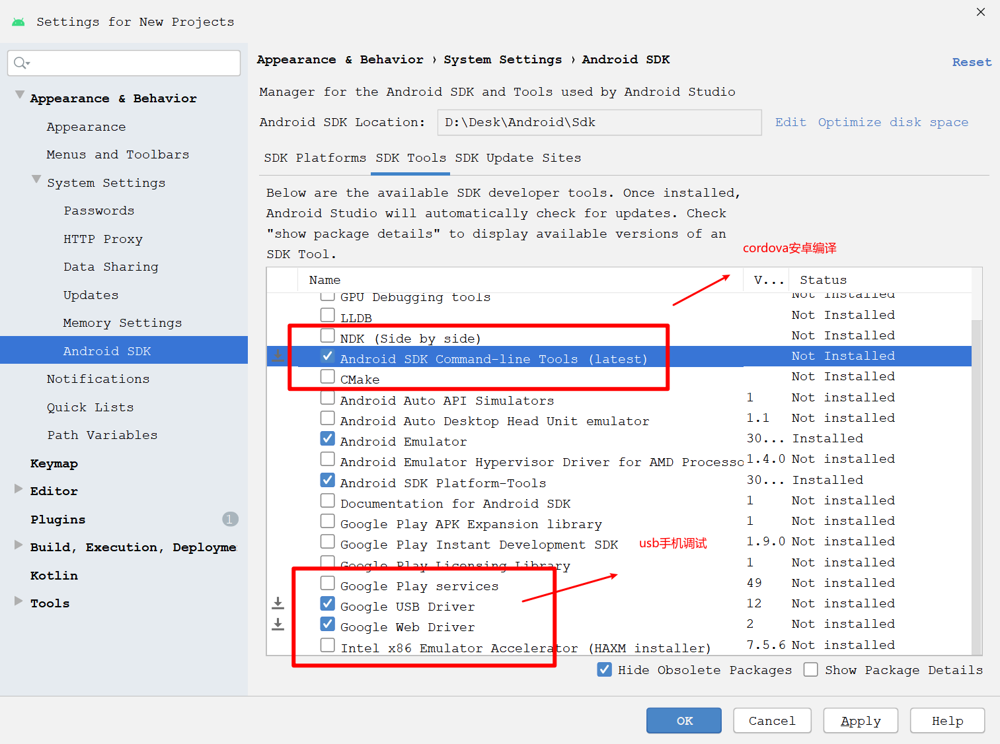 Settings for New Projects
Appearance & Behavior
Appearance
Menus and Toolbars
System Settings
Passwords
HTTP Proxy
Data Sharing
Updates
Memory Settings
Android SDK
Notifications
Quick Lists
Path Variables
Keymap
Editor
Plugins 1
Build, Execution, Deployme
Kotlin
Tools
Appearance & Behavior › System Settings › Android SDK
Reset
Manager for the Android SDK and Tools used by Android Studio
Android SDK Location: D:\Desk\Android\Sdk Edit Optimize disk space
SDK Platforms SDK Tools SDK Update Sites
Below are the available SDK developer tools. Once installed,
Android Studio will automatically check for updates. Check
"show package details" to display available versions of an
SDK Tool.
cordova安卓编译
Name V... Status
GPU Debugging tools Not Installed
LLDB Not Installed
NDK (Side by side) Not Installed
Android SDK Command-line Tools (latest) Not Installed
CMake Not Installed
Android Auto API Simulators 1 Not installed
Android Auto Desktop Head Unit emulator 1.1 Not installed
Android Emulator 30... Installed
Android Emulator Hypervisor Driver for AMD Processo 1.4.0 Not installed
Android SDK Platform-Tools 30... Installed
Documentation for Android SDK 1 Not installed
Google Play APK Expansion library 1 Not installed
Google Play Instant Development SDK 1.9.0 Not installed
usb手机调试
Google Play Licensing Library 1 Not installed
Google Play services 49 Not installed
Google USB Driver 12 Not installed
Google Web Driver 2 Not installed
Intel x86 Emulator Accelerator (HAXM installer) 7.5.6 Not installed
Hide Obsolete Packages Show Package Details
OK Cancel Apply Help